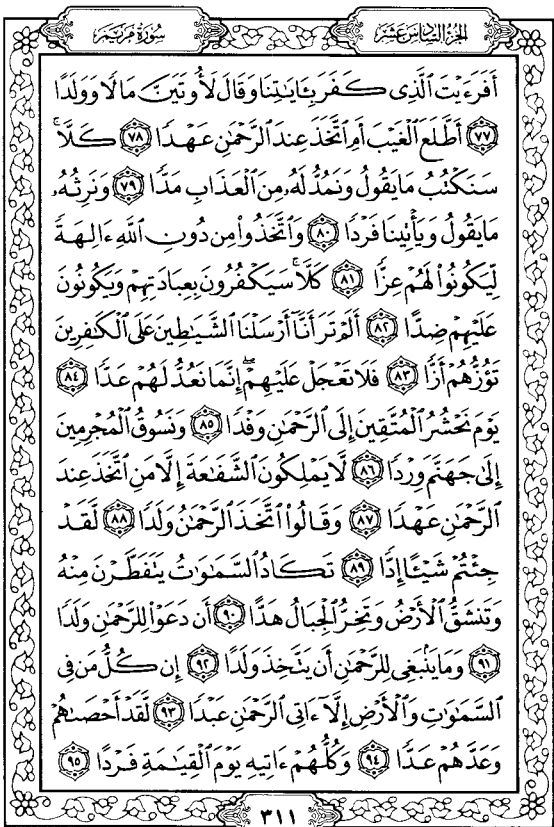 الجزء السادس عشر
سورة مريم
أَفَرَءَيْتَ ٱلَّذِى كَفَرَ بِـَٔايَـٰتِنَا وَقَالَ لَأُوتَيَنَّ مَالًا وَوَلَدًا
﴿٧٧﴾ أَطَّلَعَ ٱلْغَيْبَ أَمِ ٱتَّخَذَ عِندَ ٱلرَّحْمَـٰنِ عَهْدًا ﴿٧٨﴾ كَلَّا ۚ
سَنَكْتُبُ مَا يَقُولُ وَنَمُدُّ لَهُۥ مِنَ ٱلْعَذَابِ مَدًّا ﴿٧٩﴾ وَنَرِثُهُۥ
مَا يَقُولُ وَيَأْتِينَا فَرْدًا ﴿٨٠﴾ وَٱتَّخَذُوا۟ مِن دُونِ ٱللَّهِ ءَالِهَةً
لِّيَكُونُوا۟ لَهُمْ عِزًّا ﴿٨١﴾ كَلَّا ۚ سَيَكْفُرُونَ بِعِبَادَتِهِمْ وَيَكُونُونَ
عَلَيْهِمْ ضِدًّا ﴿٨٢﴾ أَلَمْ تَرَ أَنَّآ أَرْسَلْنَا ٱلشَّيَـٰطِينَ عَلَى ٱلْكَـٰفِرِينَ
تَؤُزُّهُمْ أَزًّا ﴿٨٣﴾ فَلَا تَعْجَلْ عَلَيْهِمْ ۖ إِنَّمَا نَعُدُّ لَهُمْ عَدًّا ﴿٨٤﴾
يَوْمَ نَحْشُرُ ٱلْمُتَّقِينَ إِلَى ٱلرَّحْمَـٰنِ وَفْدًا ﴿٨٥﴾ وَنَسُوقُ ٱلْمُجْرِمِينَ
إِلَىٰ جَهَنَّمَ وِرْدًا ﴿٨٦﴾ لَّا يَمْلِكُونَ ٱلشَّفَـٰعَةَ إِلَّا مَنِ ٱتَّخَذَ عِندَ
ٱلرَّحْمَـٰنِ عَهْدًا ﴿٨٧﴾ وَقَالُوا۟ ٱتَّخَذَ ٱلرَّحْمَـٰنُ وَلَدًا ﴿٨٨﴾ لَّقَدْ
جِئْتُمْ شَيْـًٔا إِدًّا ﴿٨٩﴾ تَكَادُ ٱلسَّمَـٰوَٰتُ يَتَفَطَّرْنَ مِنْهُ
وَتَنشَقُّ ٱلْأَرْضُ وَتَخِرُّ ٱلْجِبَالُ هَدًّا ﴿٩٠﴾ أَن دَعَوْا۟ لِلرَّحْمَـٰنِ وَلَدًا
﴿٩١﴾ وَمَا يَنۢبَغِى لِلرَّحْمَـٰنِ أَن يَتَّخِذَ وَلَدًا ﴿٩٢﴾ إِن كُلُّ مَن فِى
ٱلسَّمَـٰوَٰتِ وَٱلْأَرْضِ إِلَّآ ءَاتِى ٱلرَّحْمَـٰنِ عَبْدًا ﴿٩٣﴾ لَّقَدْ أَحْصَىٰهُمْ
وَعَدَّهُمْ عَدًّا ﴿٩٤﴾ وَكُلُّهُمْ ءَاتِيهِ يَوْمَ ٱلْقِيَـٰمَةِ فَرْدًا ﴿٩٥﴾
٣١١